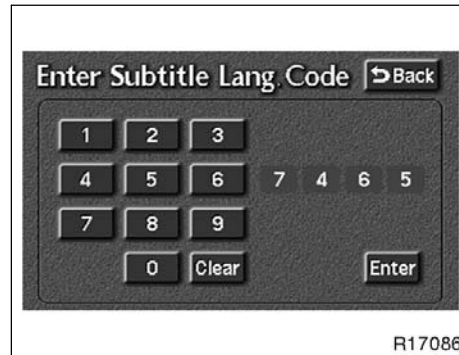 Enter Subtitle Lang. Code Back
1 2 3
4 5 6 7 4 6 5
7 8 9
0 Clear Enter
R17086